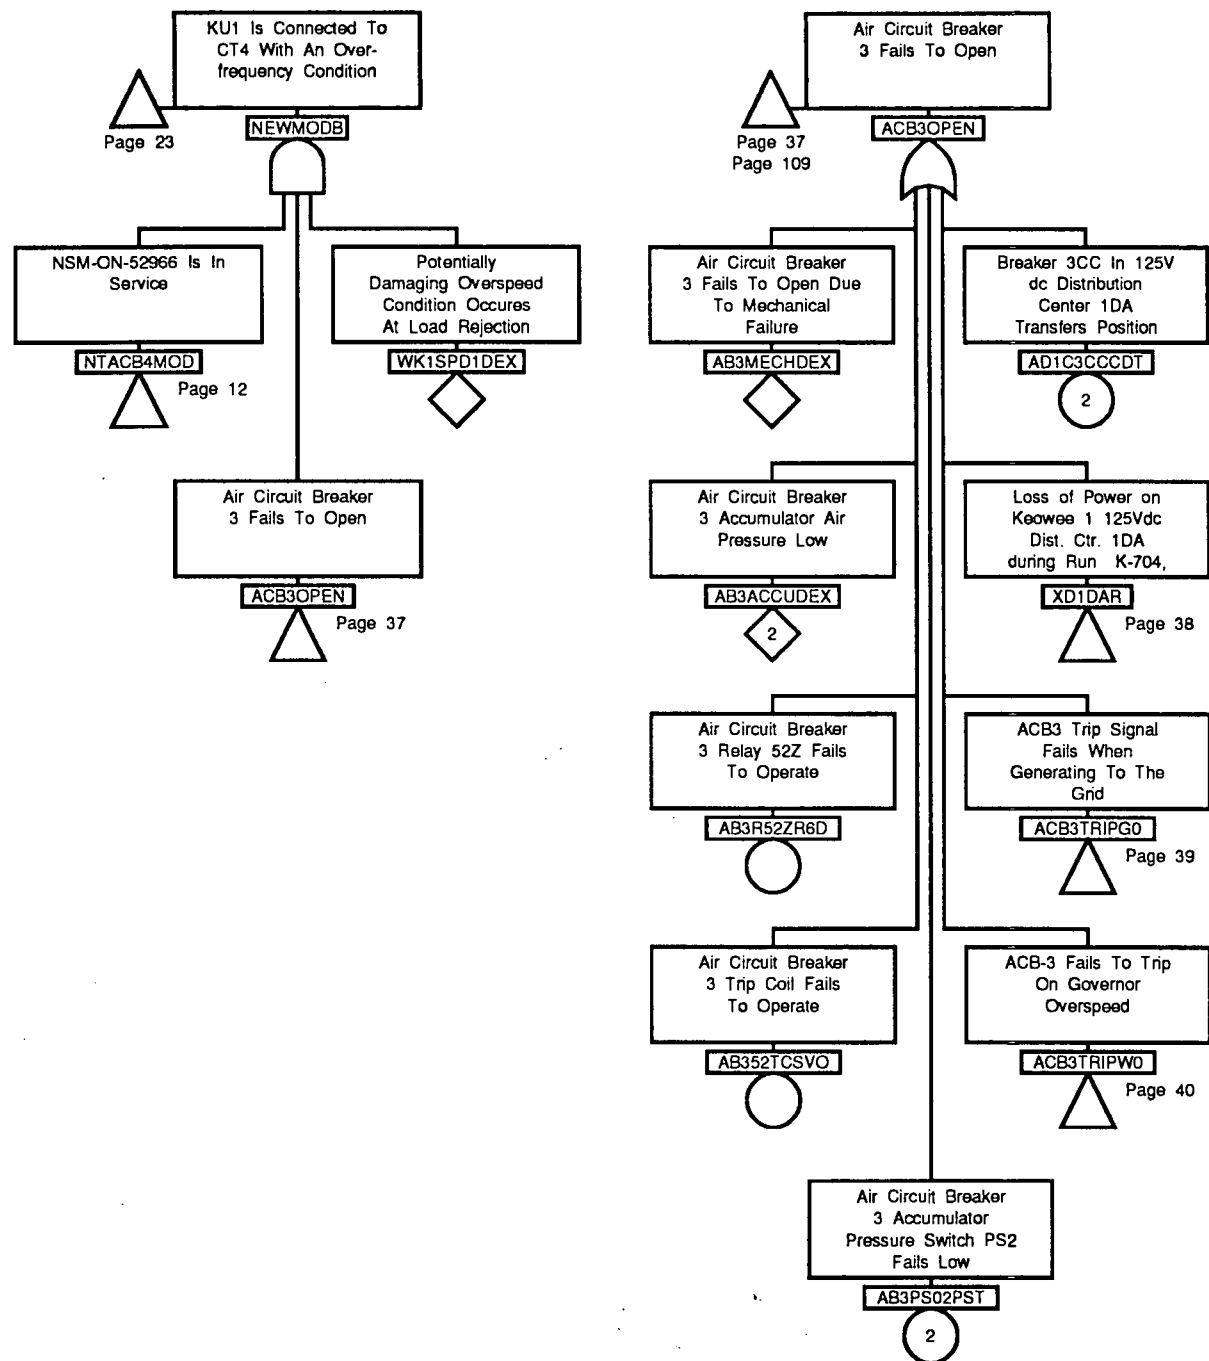 KU1 Is Connected To
CT4 With An Over-
frequency Condition
Page 23
NEWMODB
NSM-ON-52966 Is In
Service
NTACB4MOD
Page 12
Potentially
Damaging Overspeed
Condition Occures
At Load Rejection
WK1SPD1DEX
Air Circuit Breaker
3 Fails To Open
ACB3OPEN
Page 37
Air Circuit Breaker
3 Fails To Open
Page 37
Page 109
ACB3OPEN
Air Circuit Breaker
3 Fails To Open Due
To Mechanical
Failure
AB3MECHDEX
Breaker 3CC In 125V
dc Distribution
Center 1DA
Transfers Position
AD1C3CCCDT
2
Air Circuit Breaker
3 Accumulator Air
Pressure Low
AB3ACCUDEX
2
Loss of Power on
Keowee 1 125Vdc
Dist. Ctr. 1DA
during Run K-704,
XD1DAR
Page 38
Air Circuit Breaker
3 Relay 52Z Fails
To Operate
AB3R52ZR6D
ACB3 Trip Signal
Fails When
Generating To The
Grid
ACB3TRIPG0
Page 39
Air Circuit Breaker
3 Trip Coil Fails
To Operate
AB352TCSVO
ACB-3 Fails To Trip
On Governor
Overspeed
ACB3TRIPW0
Page 40
Air Circuit Breaker
3 Accumulator
Pressure Switch PS2
Fails Low
AB3PS02PST
2